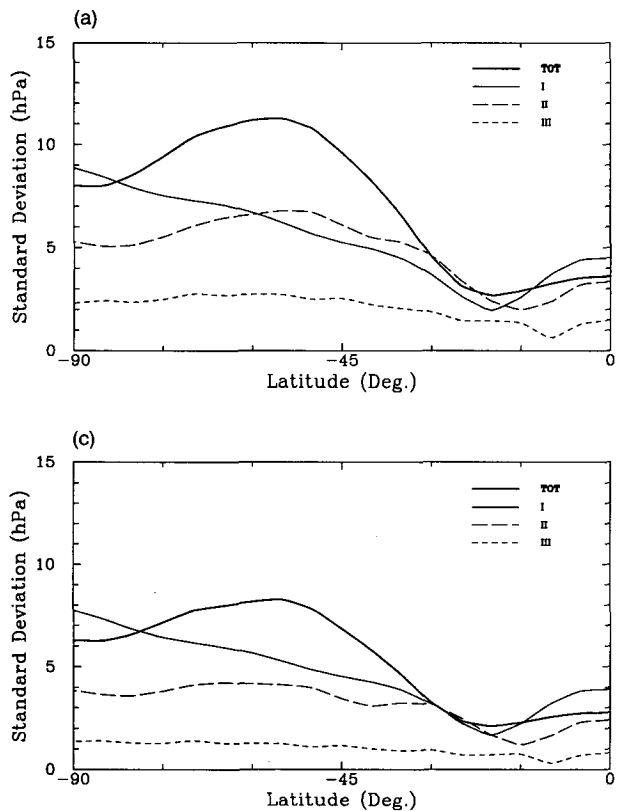 (a)
15
10
5
0
Standard Deviation (hPa)
TOT
I
II
III
-90
-45
0
Latitude (Deg.)
(c)
15
10
5
0
Standard Deviation (hPa)
TOT
I
II
III
-90
-45
0
Latitude (Deg.)